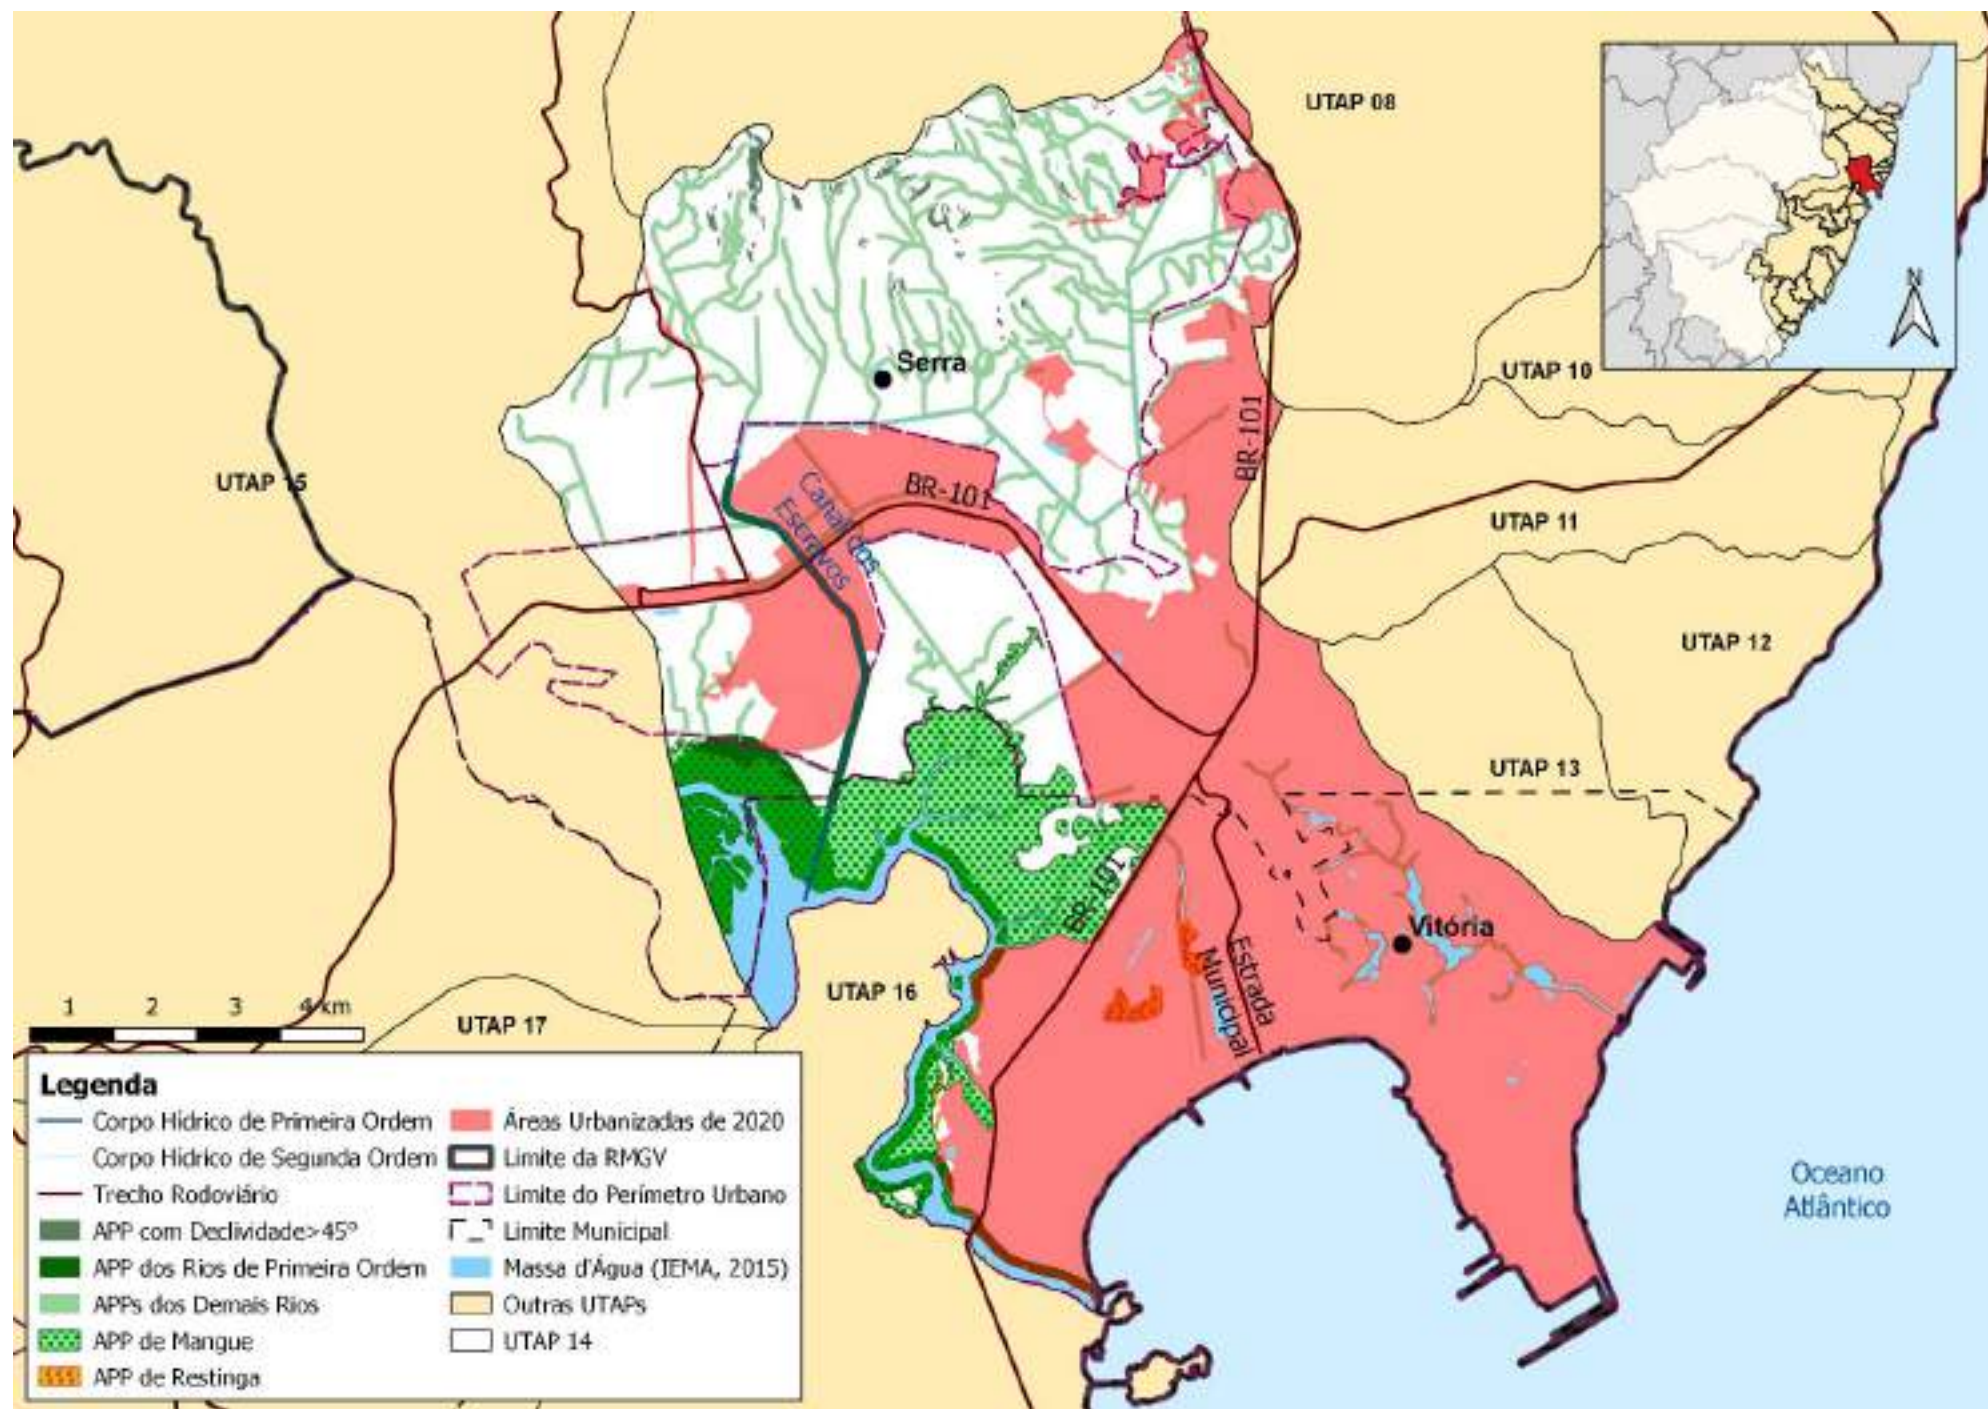 UTAP 08
N
Serra
UTAP 10
BR-101
UTAP 15
BR-101
Canal dos
Escravos
UTAP 11
UTAP 12
UTAP 13
BR-101
Vitória
Estrada
Municipal
UTAP 16
1 2 3 4 km
UTAP 17
Oceano
Atlântico
Legenda
Corpo Hídrico de Primeira Ordem
Corpo Hídrico de Segunda Ordem
Trecho Rodoviário
APP com Declividade>45º
APP dos Rios de Primeira Ordem
APPs dos Demais Rios
APP de Mangue
APP de Restinga
Áreas Urbanizadas de 2020
Limite da RMGV
Limite do Perímetro Urbano
Limite Municipal
Massa d'Água (IEMA, 2015)
Outras UTAPs
UTAP 14